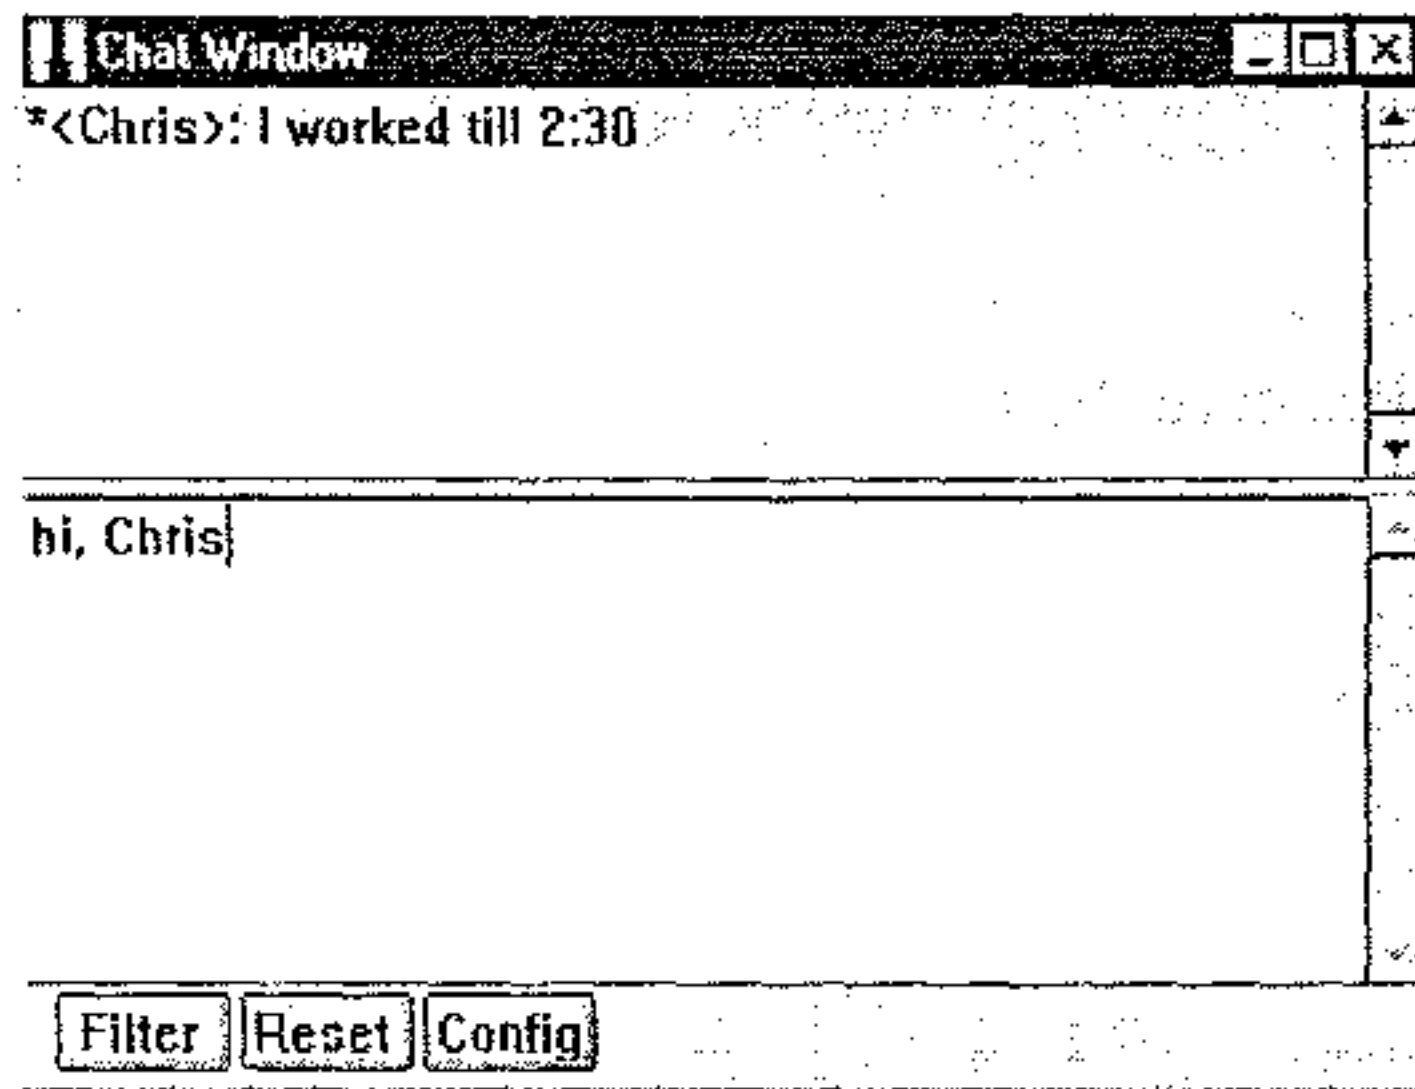 Chat Window
*<Chris>: I worked till 2:30
hi, Chris
Filter Reset Config